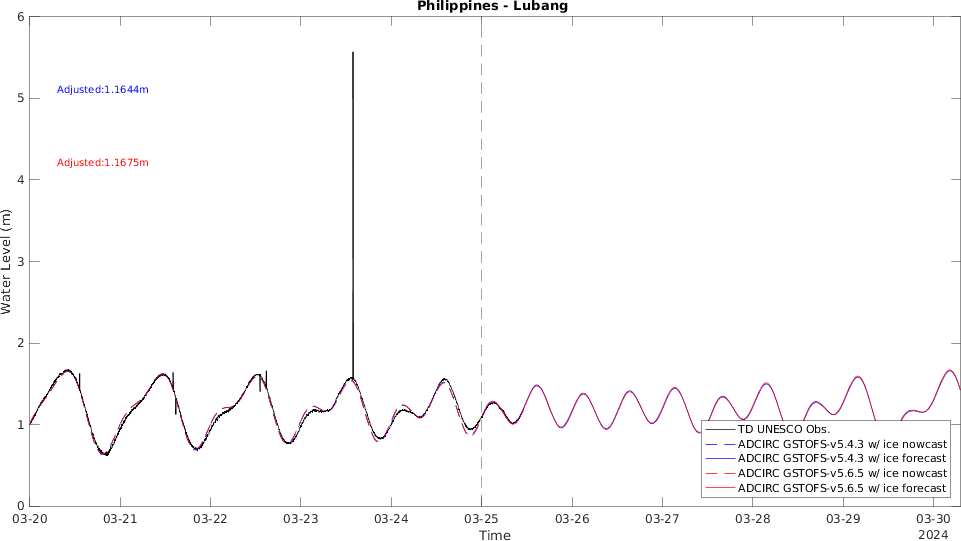 Philippines - Lubang
6
5
4
3
2
1
0
Water Level (m)
Adjusted:1.1644m
Adjusted:1.1675m
TD UNESCO Obs.
ADCIRC GSTOFS-v5.4.3 w/ ice nowcast
ADCIRC GSTOFS-v5.4.3 w/ ice forecast
ADCIRC GSTOFS-v5.6.5 w/ ice nowcast
ADCIRC GSTOFS-v5.6.5 w/ ice forecast
03-20 03-21 03-22 03-23 03-24 03-25 03-26 03-27 03-28 03-29 03-30
Time
2024